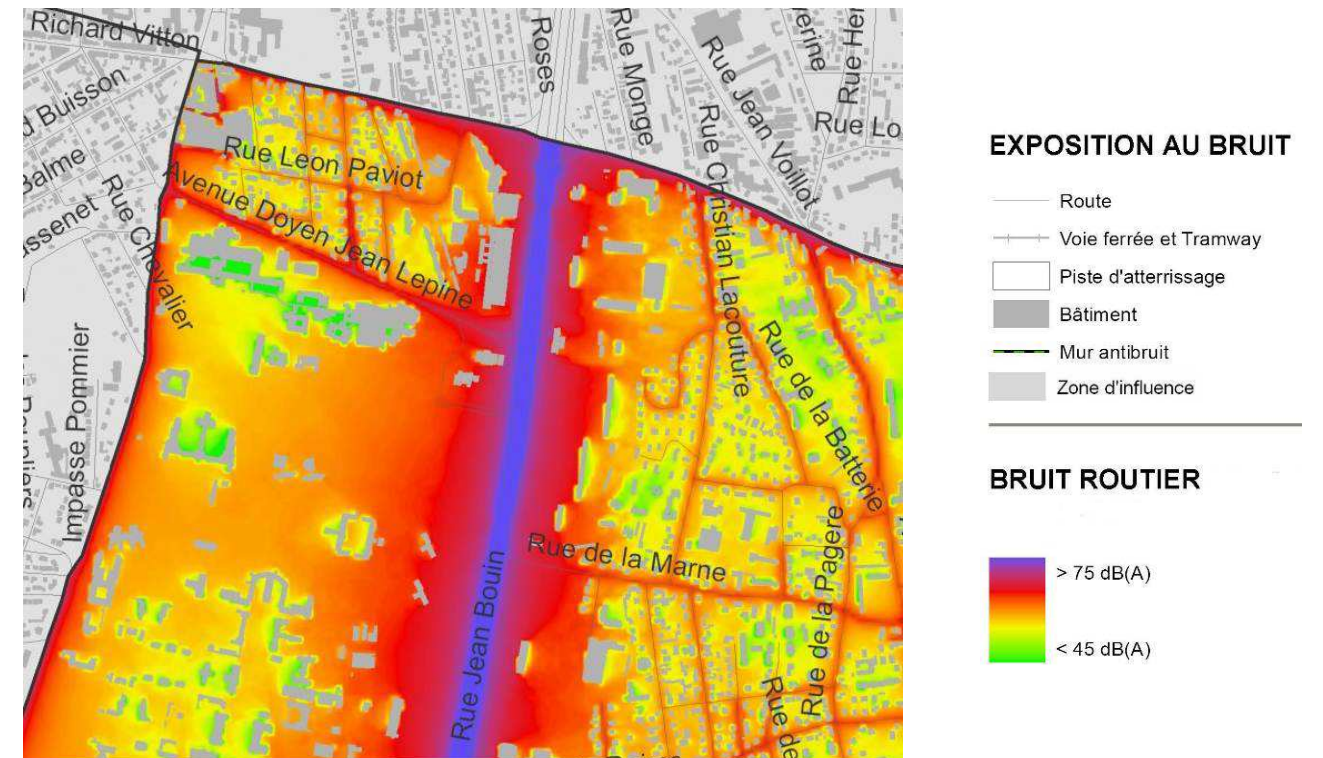 Richard Vitton
Buisson
Balme
Rue Chevalier
Impasse Pommier
Rue Leon Paviot
Avenue Doyen Jean Lepine
Roses
Rue Monge
Rue Jean Voillot
Rue Christian Lacouture
Rue Lo
Rue de la Batterie
Rue de la Marne
Rue de la Pagere
Rue Jean Bouin
Rue de
EXPOSITION AU BRUIT
Route
Voie ferrée et Tramway
Piste d'atterrissage
Bâtiment
Mur antibruit
Zone d'influence
BRUIT ROUTIER
> 75 dB(A)
< 45 dB(A)